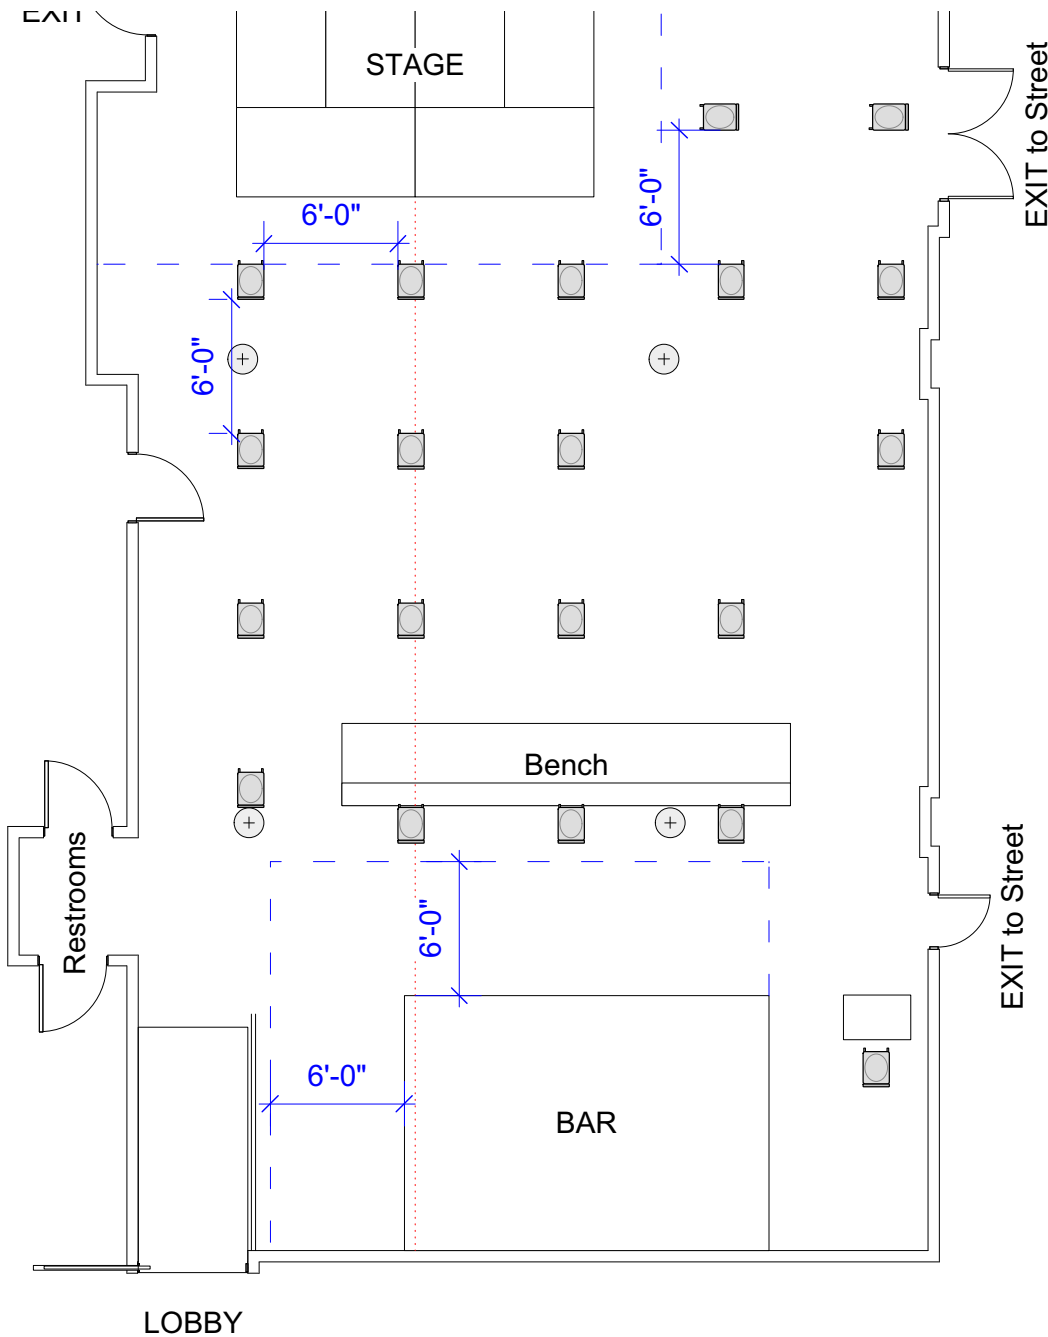 EXIT
STAGE
EXIT to Street
6'-0"
6'-0"
6'-0"
Bench
Restrooms
EXIT to Street
6'-0"
6'-0"
BAR
LOBBY